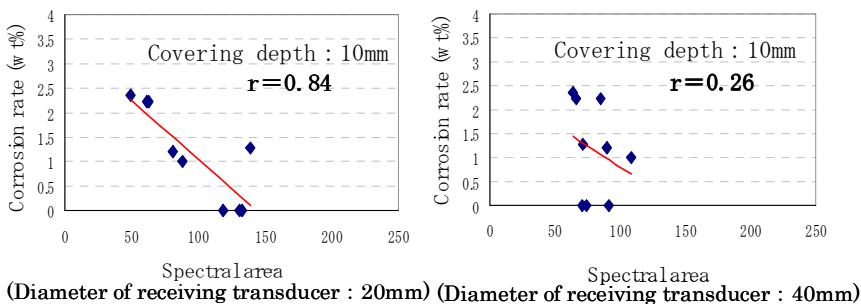 4
3.5
3
2.5
2
1.5
1
0.5
0
Corrosion rate (wt%)
Covering depth : 10mm
r=0.84
0 50 100 150 200 250
Spectralarea
(Diameter of receiving transducer : 20mm)
4
3.5
3
2.5
2
1.5
1
0.5
0
Corrosion rate (wt%)
Covering depth : 10mm
r=0.26
0 50 100 150 200 250
Spectralarea
(Diameter of receiving transducer : 40mm)